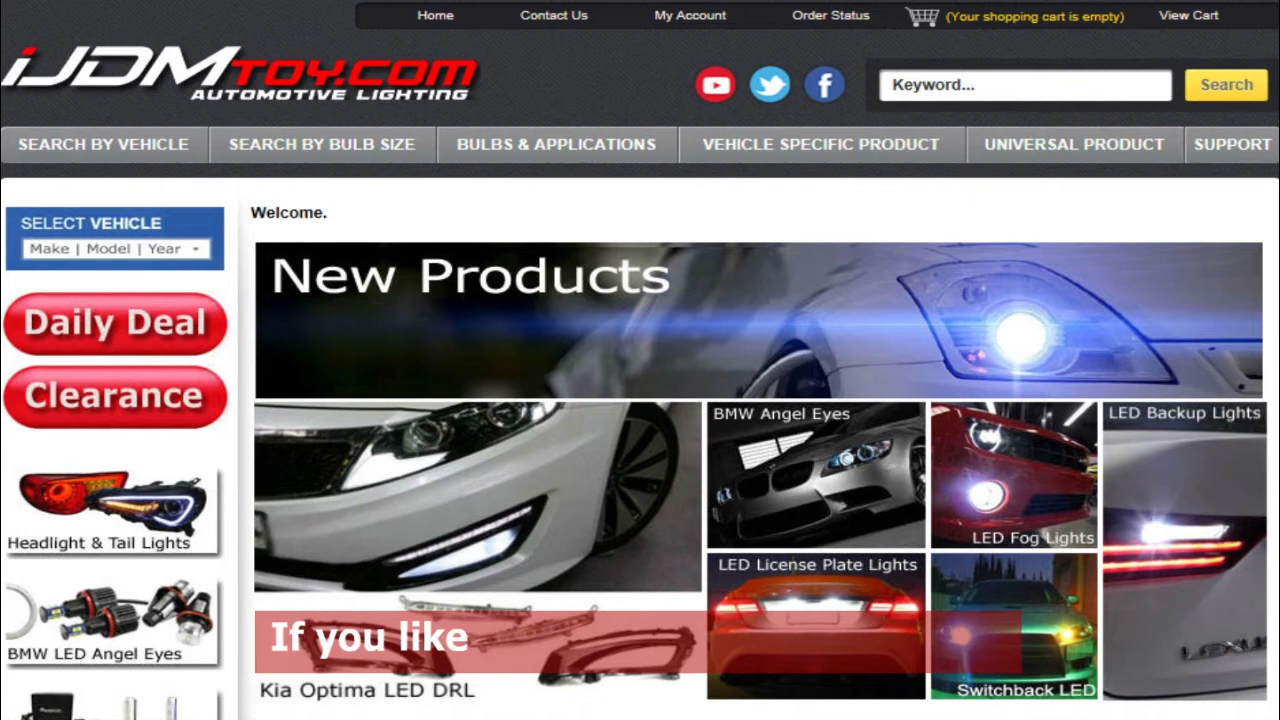 Home Contact Us My Account Order Status (Your shopping cart is empty) View Cart
iJDMTOY.COM
AUTOMOTIVE LIGHTING
Keyword... Search
SEARCH BY VEHICLE SEARCH BY BULB SIZE BULBS & APPLICATIONS VEHICLE SPECIFIC PRODUCT UNIVERSAL PRODUCT SUPPORT
SELECT VEHICLE
Make | Model | Year
Daily Deal
Clearance
Headlight & Tail Lights
BMW LED Angel Eyes
Welcome.
New Products
BMW Angel Eyes
LED Backup Lights
LED Fog Lights
LED License Plate Lights
If you like
Kia Optima LED DRL
Switchback LED